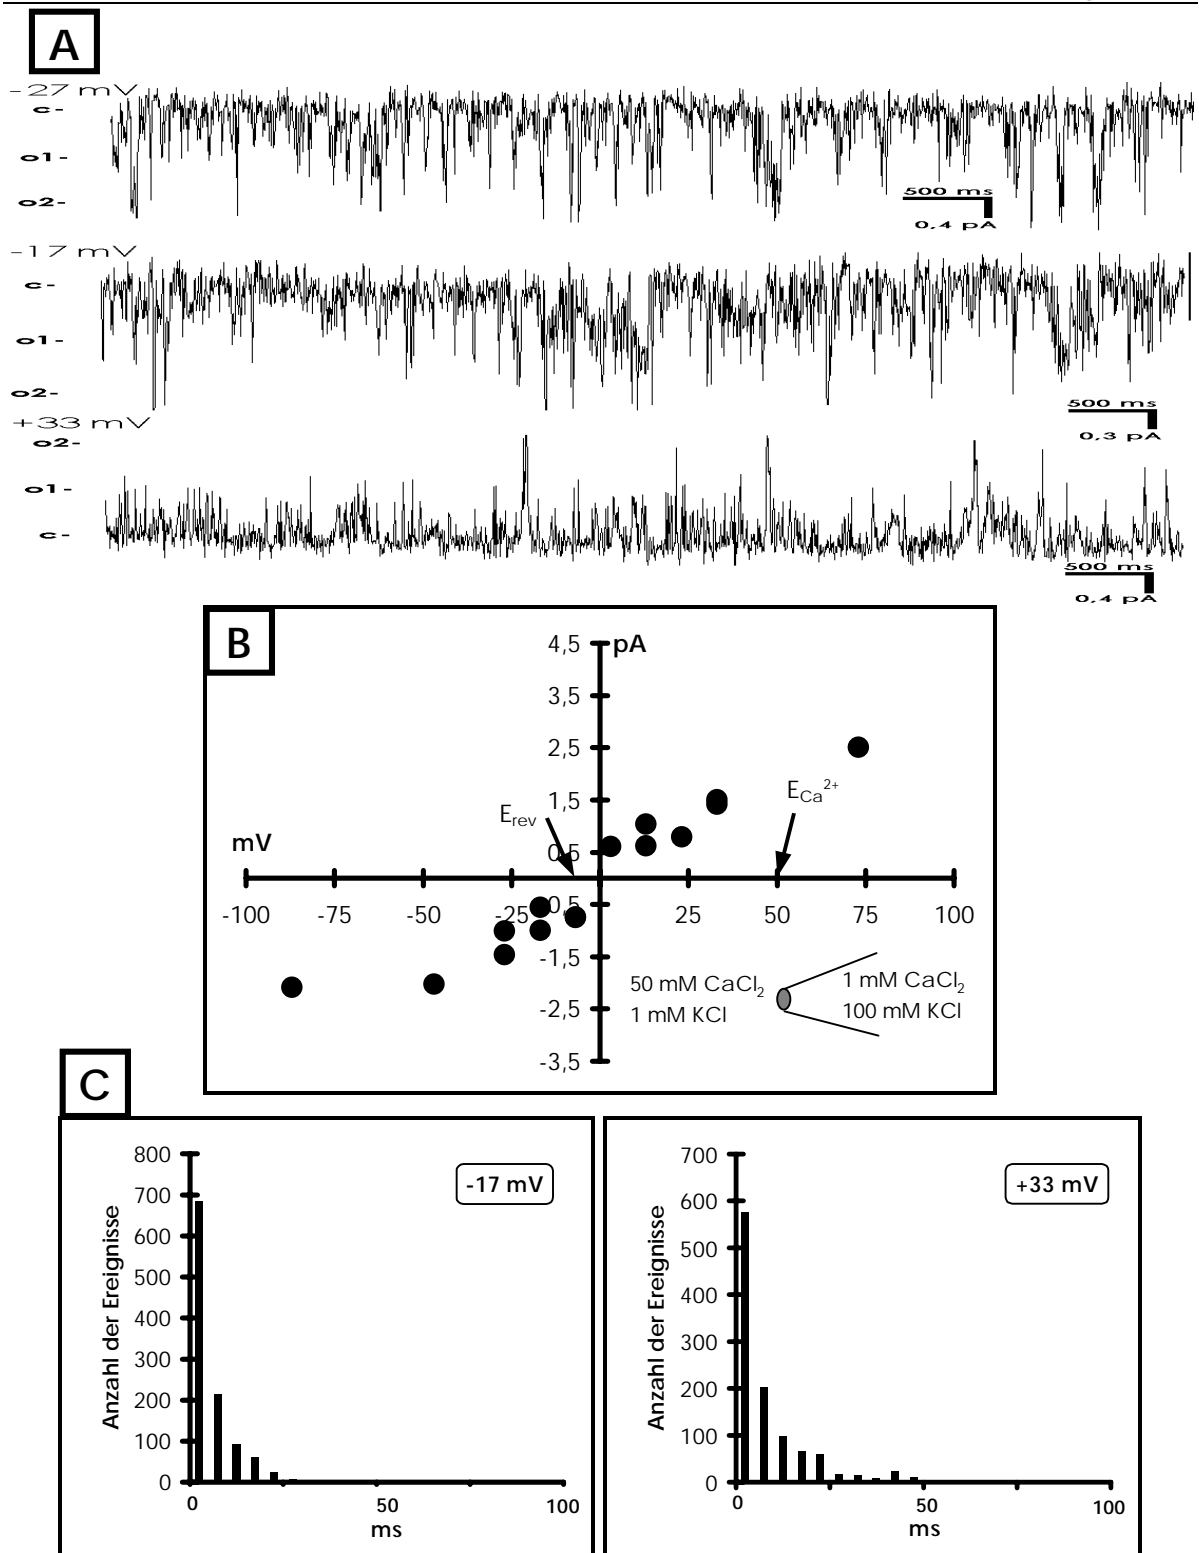 A
-27 mV
c-
o1-
o2-
500 ms
0,4 pA
-17 mV
c-
o1-
o2-
500 ms
0,3 pA
+33 mV
o2-
o1-
c-
500 ms
0,4 pA
B
4,5 pA
3,5
2,5
1,5
0,5
-0,5
-1,5
-2,5
-3,5
E_rev
E_Ca²⁺
mV
-100 -75 -50 -25 25 50 75 100
50 mM CaCl₂
1 mM KCl
1 mM CaCl₂
100 mM KCl
C
800
700
600
500
400
300
200
100
0
Anzahl der Ereignisse
-17 mV
0 50 100
ms
700
600
500
400
300
200
100
0
Anzahl der Ereignisse
+33 mV
0 50 100
ms